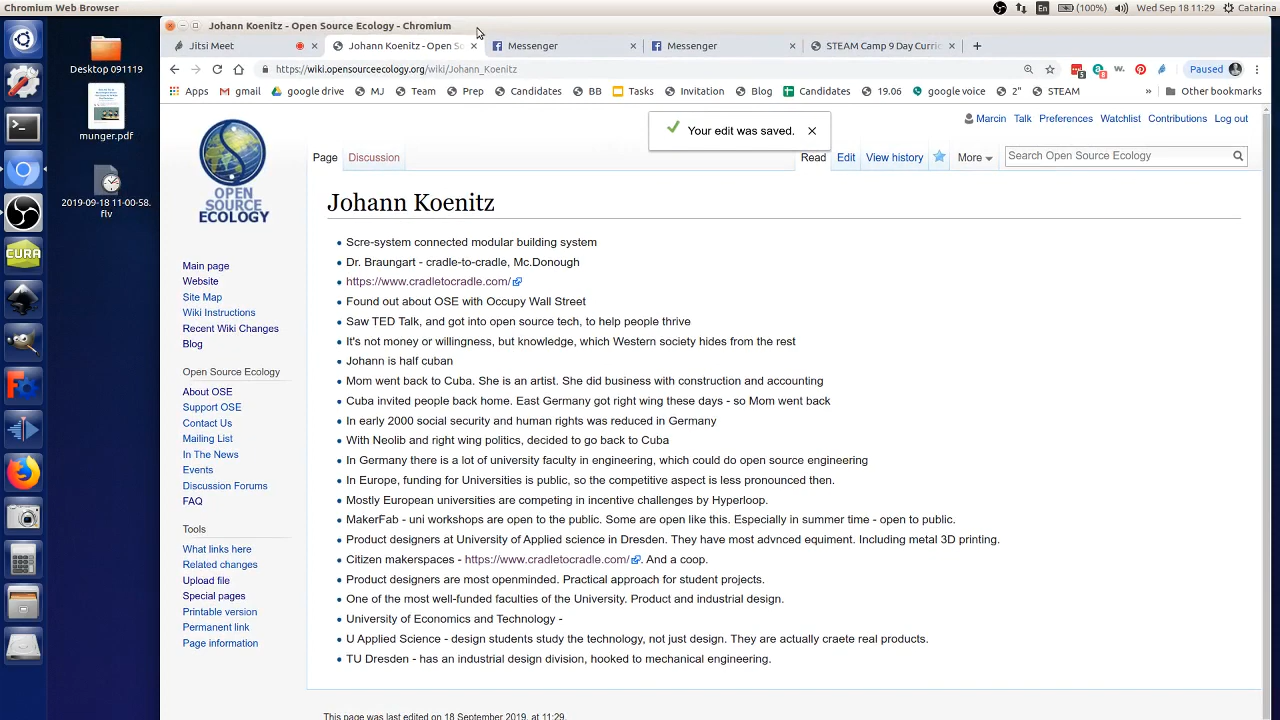 Chromium Web Browser
En
(100%)
Wed Sep 18 11:29
Catarina
Johann Koenitz - Open Source Ecology - Chromium
Jitsi Meet
Johann Koenitz - Open So
Messenger
Messenger
STEAM Camp 9 Day Curric
https://wiki.opensourceecology.org/wiki/Johann_Koenitz
Paused
Apps
gmail
google drive
MJ
Team
Prep
BB
Tasks
Invitation
Blog
19:00
2"
STEAM
»
Other bookmarks
Desktop 091119
munger.pdf
2019-09-18 11-00-58.
flv
CURA
OPEN
SOURCE
ECOLOGY
Your edit was saved.
Marcin
Talk
Preferences
Watchlist
Contributions
Log out
Page
Discussion
Read
Edit
View history
More
Search Open Source Ecology
Main page
Website
Site Map
Wiki Instructions
Recent Wiki Changes
Blog
Open Source Ecology
About OSE
Support OSE
Contact Us
Mailing List
In The News
Events
Discussion Forums
FAQ
Tools
What links here
Related changes
Upload file
Special pages
Printable version
Permanent link
Page information
Johann Koenitz
Scre-system connected modular building system
Dr. Braungart - cradle-to-cradle, Mc.Donough
https://www.cradletocradle.com/
Found out about OSE with Occupy Wall Street
Saw TED Talk, and got into open source tech, to help people thrive
It's not money or willingness, but knowledge, which Western society hides from the rest
Johann is half cuban
Mom went back to Cuba. She is an artist. She did business with construction and accounting
Cuba invited people back home. East Germany got right wing these days - so Mom went back
In early 2000 social security and human rights was reduced in Germany
With Neolib and right wing politics, decided to go back to Cuba
In Germany there is a lot of university faculty in engineering, which could do open source engineering
In Europe, funding for Universities is public, so the competitive aspect is less pronounced then.
Mostly European universities are competing in incentive challenges by Hyperloop.
MakerFab - uni workshops are open to the public. Some are open like this. Especially in summer time - open to public.
Product designers at University of Applied science in Dresden. They have most advnced equiment. Including metal 3D printing.
Citizen makerspaces - https://www.cradletocradle.com/ . And a coop.
Product designers are most openminded. Practical approach for student projects.
One of the most well-funded faculties of the University. Product and industrial design.
University of Economics and Technology -
U Applied Science - design students study the technology, not just design. They are actually craete real products.
TU Dresden - has an industrial design division, hooked to mechanical engineering.
This page was last edited on 18 September 2019, at 11:29.